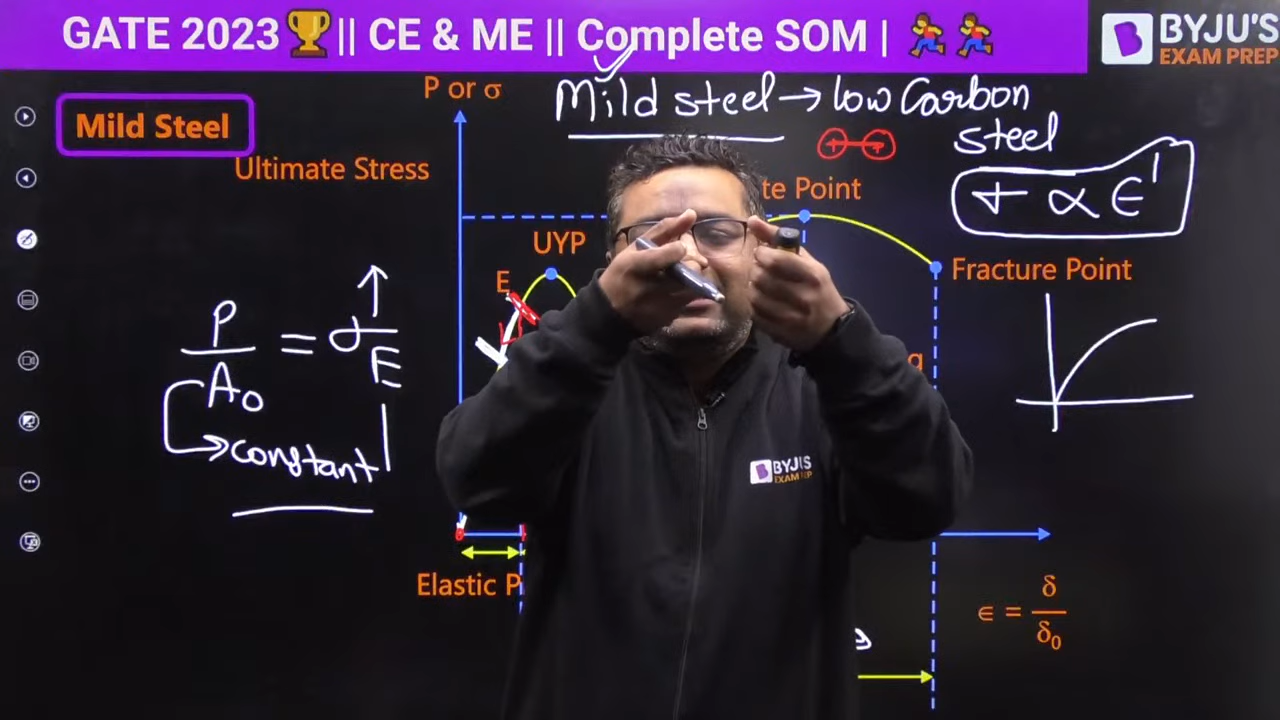 GATE 2023🏆|| CE & ME || Complete SOM | 🏃🏃
BYJU'S
EXAM PREP
Mild Steel
P or σ
Mild steel → low Carbon
steel
Ultimate Stress
te Point
σ ∝ ϵ¹
UYP
E
L
Fracture Point
P/A₀ = σ/E ↑
constant
g
BYJU'S
EXAM PREP
Elastic P
ϵ = δ/δ₀